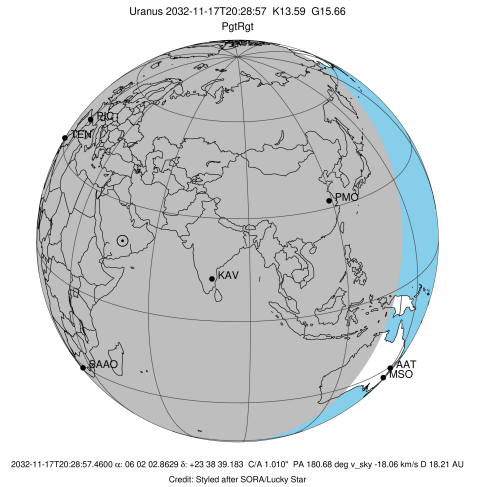 Uranus 2032-11-17T20:28:57 K13.59 G15.66
PgtRgt
PIC
TEN
PMO
KAV
SAAO
AAT
MSO
2032-11-17T20:28:57.4600 α: 06 02 02.8629 δ: +23 38 39.183 C/A 1.010" PA 180.68 deg v_sky -18.06 km/s D 18.21 AU
Credit: Styled after SORA/Lucky Star